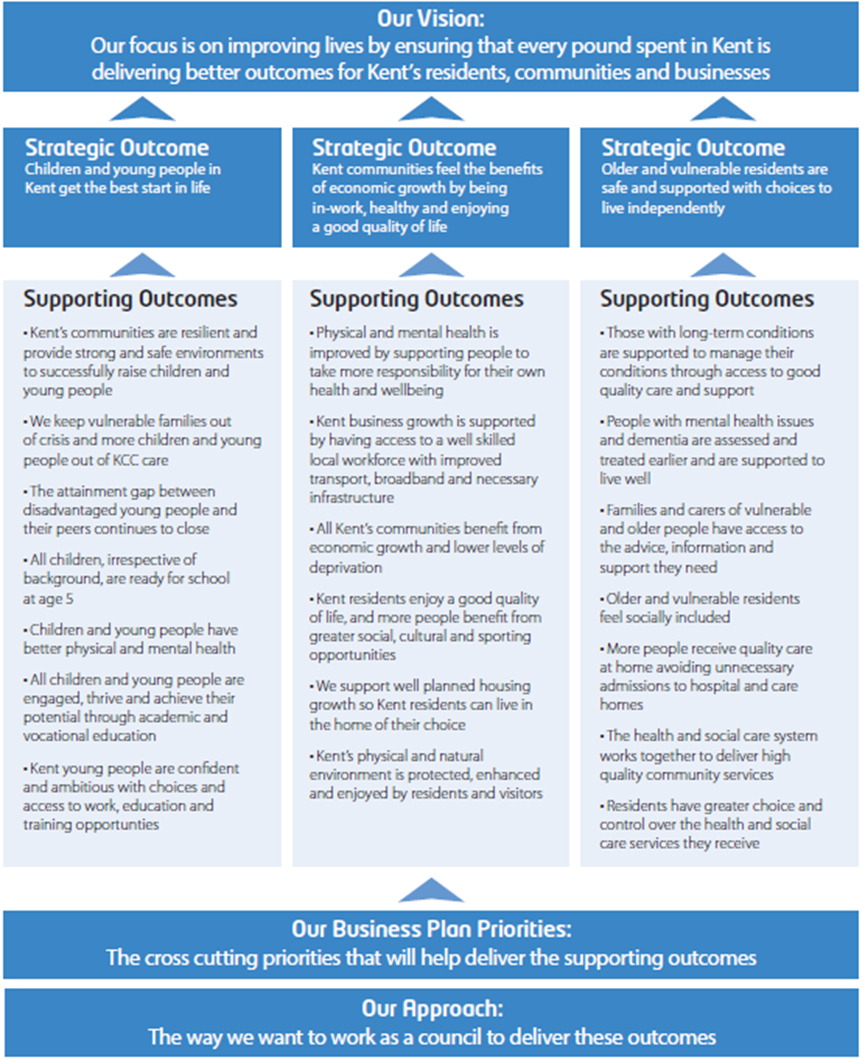 Our Vision:
Our focus is on improving lives by ensuring that every pound spent in Kent is
delivering better outcomes for Kent's residents, communities and businesses
Strategic Outcome
Children and young people in
Kent get the best start in life
Strategic Outcome
Kent communities feel the benefits
of economic growth by being
in-work, healthy and enjoying
a good quality of life
Strategic Outcome
Older and vulnerable residents are
safe and supported with choices to
live independently
Supporting Outcomes
• Kent's communities are resilient and
provide strong and safe environments
to successfully raise children and
young people
• We keep vulnerable families out
of crisis and more children and young
people out of KCC care
• The attainment gap between
disadvantaged young people and
their peers continues to close
• All children, irrespective of
background, are ready for school
at age 5
• Children and young people have
better physical and mental health
• All children and young people are
engaged, thrive and achieve their
potential through academic and
vocational education
• Kent young people are confident
and ambitious with choices and
access to work, education and
training opportunties
Supporting Outcomes
• Physical and mental health is
improved by supporting people to
take more responsibility for their own
health and wellbeing
• Kent business growth is supported
by having access to a well skilled
local workforce with improved
transport, broadband and necessary
infrastructure
• All Kent's communities benefit from
economic growth and lower levels of
deprivation
• Kent residents enjoy a good quality
of life, and more people benefit from
greater social, cultural and sporting
opportunities
• We support well planned housing
growth so Kent residents can live in
the home of their choice
• Kent's physical and natural
environment is protected, enhanced
and enjoyed by residents and visitors
Supporting Outcomes
• Those with long-term conditions
are supported to manage their
conditions through access to good
quality care and support
• People with mental health issues
and dementia are assessed and
treated earlier and are supported to
live well
• Families and carers of vulnerable
and older people have access to
the advice, information and
support they need
• Older and vulnerable residents
feel socially included
• More people receive quality care
at home avoiding unnecessary
admissions to hospital and care
homes
• The health and social care system
works together to deliver high
quality community services
• Residents have greater choice and
control over the health and social
care services they receive
Our Business Plan Priorities:
The cross cutting priorities that will help deliver the supporting outcomes
Our Approach:
The way we want to work as a council to deliver these outcomes